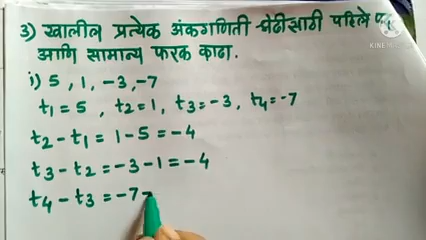 3) खालील प्रत्येक अंकगणिती श्रेढीसाठी पहिले पद
आणि सामान्य फरक काढा.
i) 5, 1, -3, -7
t₁ = 5, t₂ = 1, t₃ = -3, t₄ = -7
t₂ - t₁ = 1 - 5 = -4
t₃ - t₂ = -3 - 1 = -4
t₄ - t₃ = -7 -